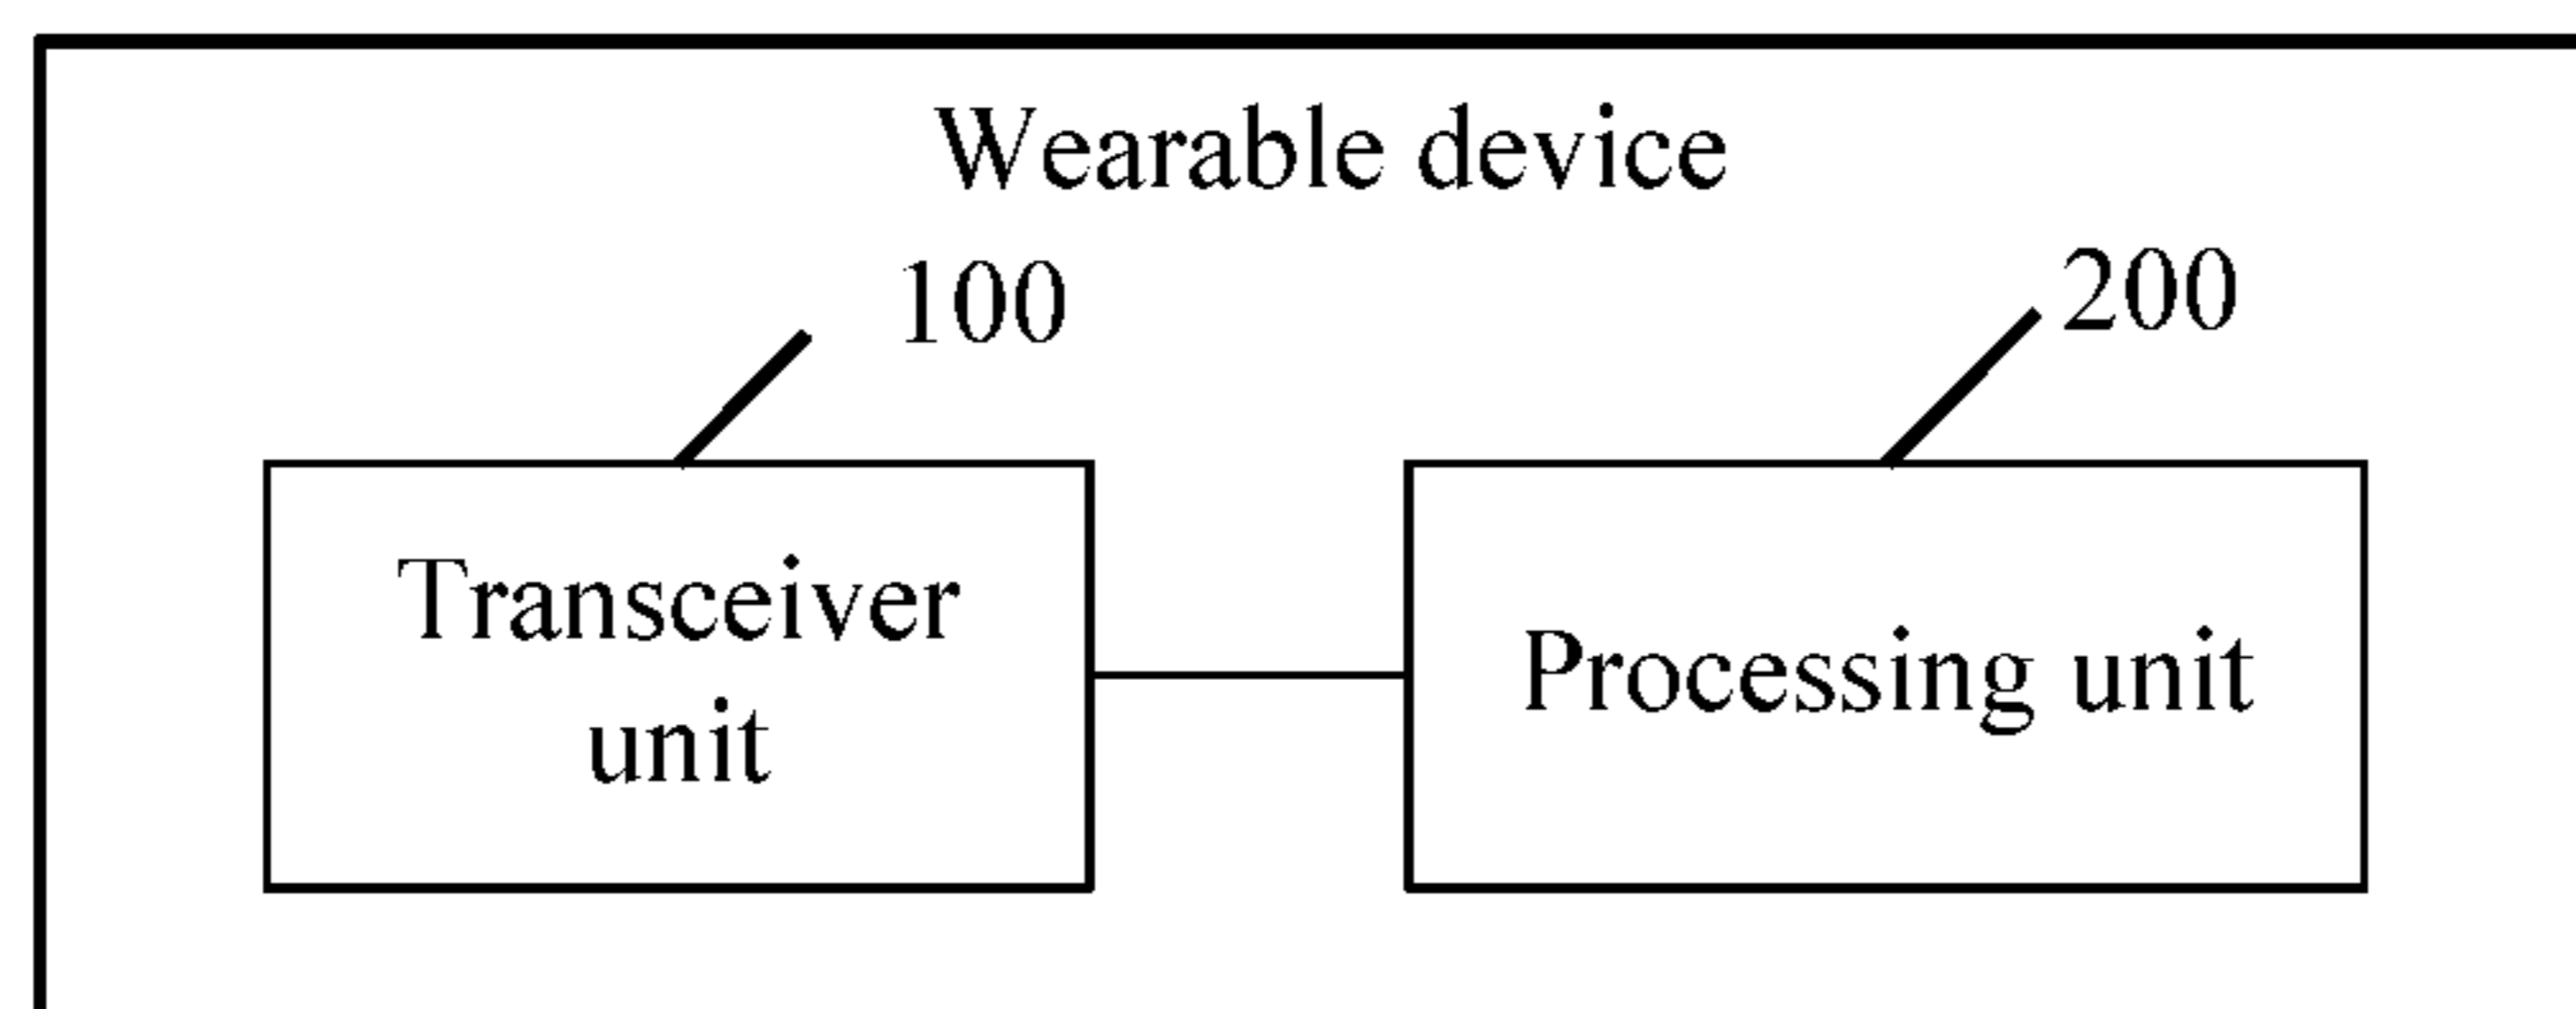 Wearable device
100
200
Transceiver
unit
Processing unit